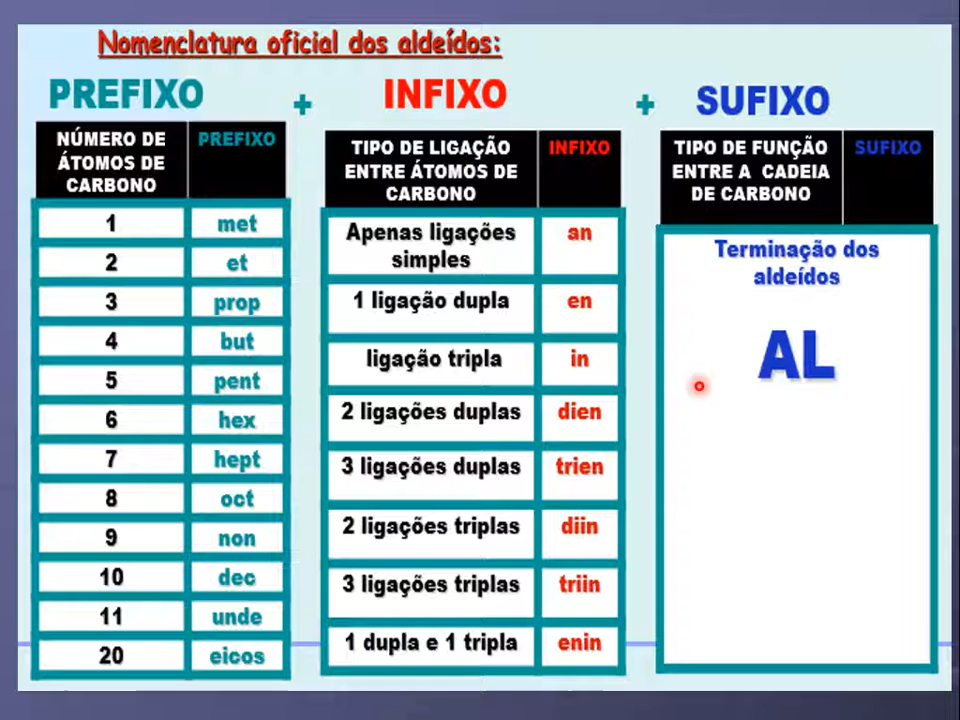 Nomenclatura oficial dos aldeídos:
PREFIXO + INFIXO + SUFIXO
NÚMERO DE
ÁTOMOS DE
CARBONO
PREFIXO
1 met
2 et
3 prop
4 but
5 pent
6 hex
7 hept
8 oct
9 non
10 dec
11 unde
20 eicos
TIPO DE LIGAÇÃO
ENTRE ÁTOMOS DE
CARBONO
INFIXO
Apenas ligações
simples
an
1 ligação dupla en
ligação tripla in
2 ligações duplas dien
3 ligações duplas trien
2 ligações triplas diin
3 ligações triplas triin
1 dupla e 1 tripla enin
TIPO DE FUNÇÃO
ENTRE A CADEIA
DE CARBONO
SUFIXO
Terminação dos
aldeídos
AL